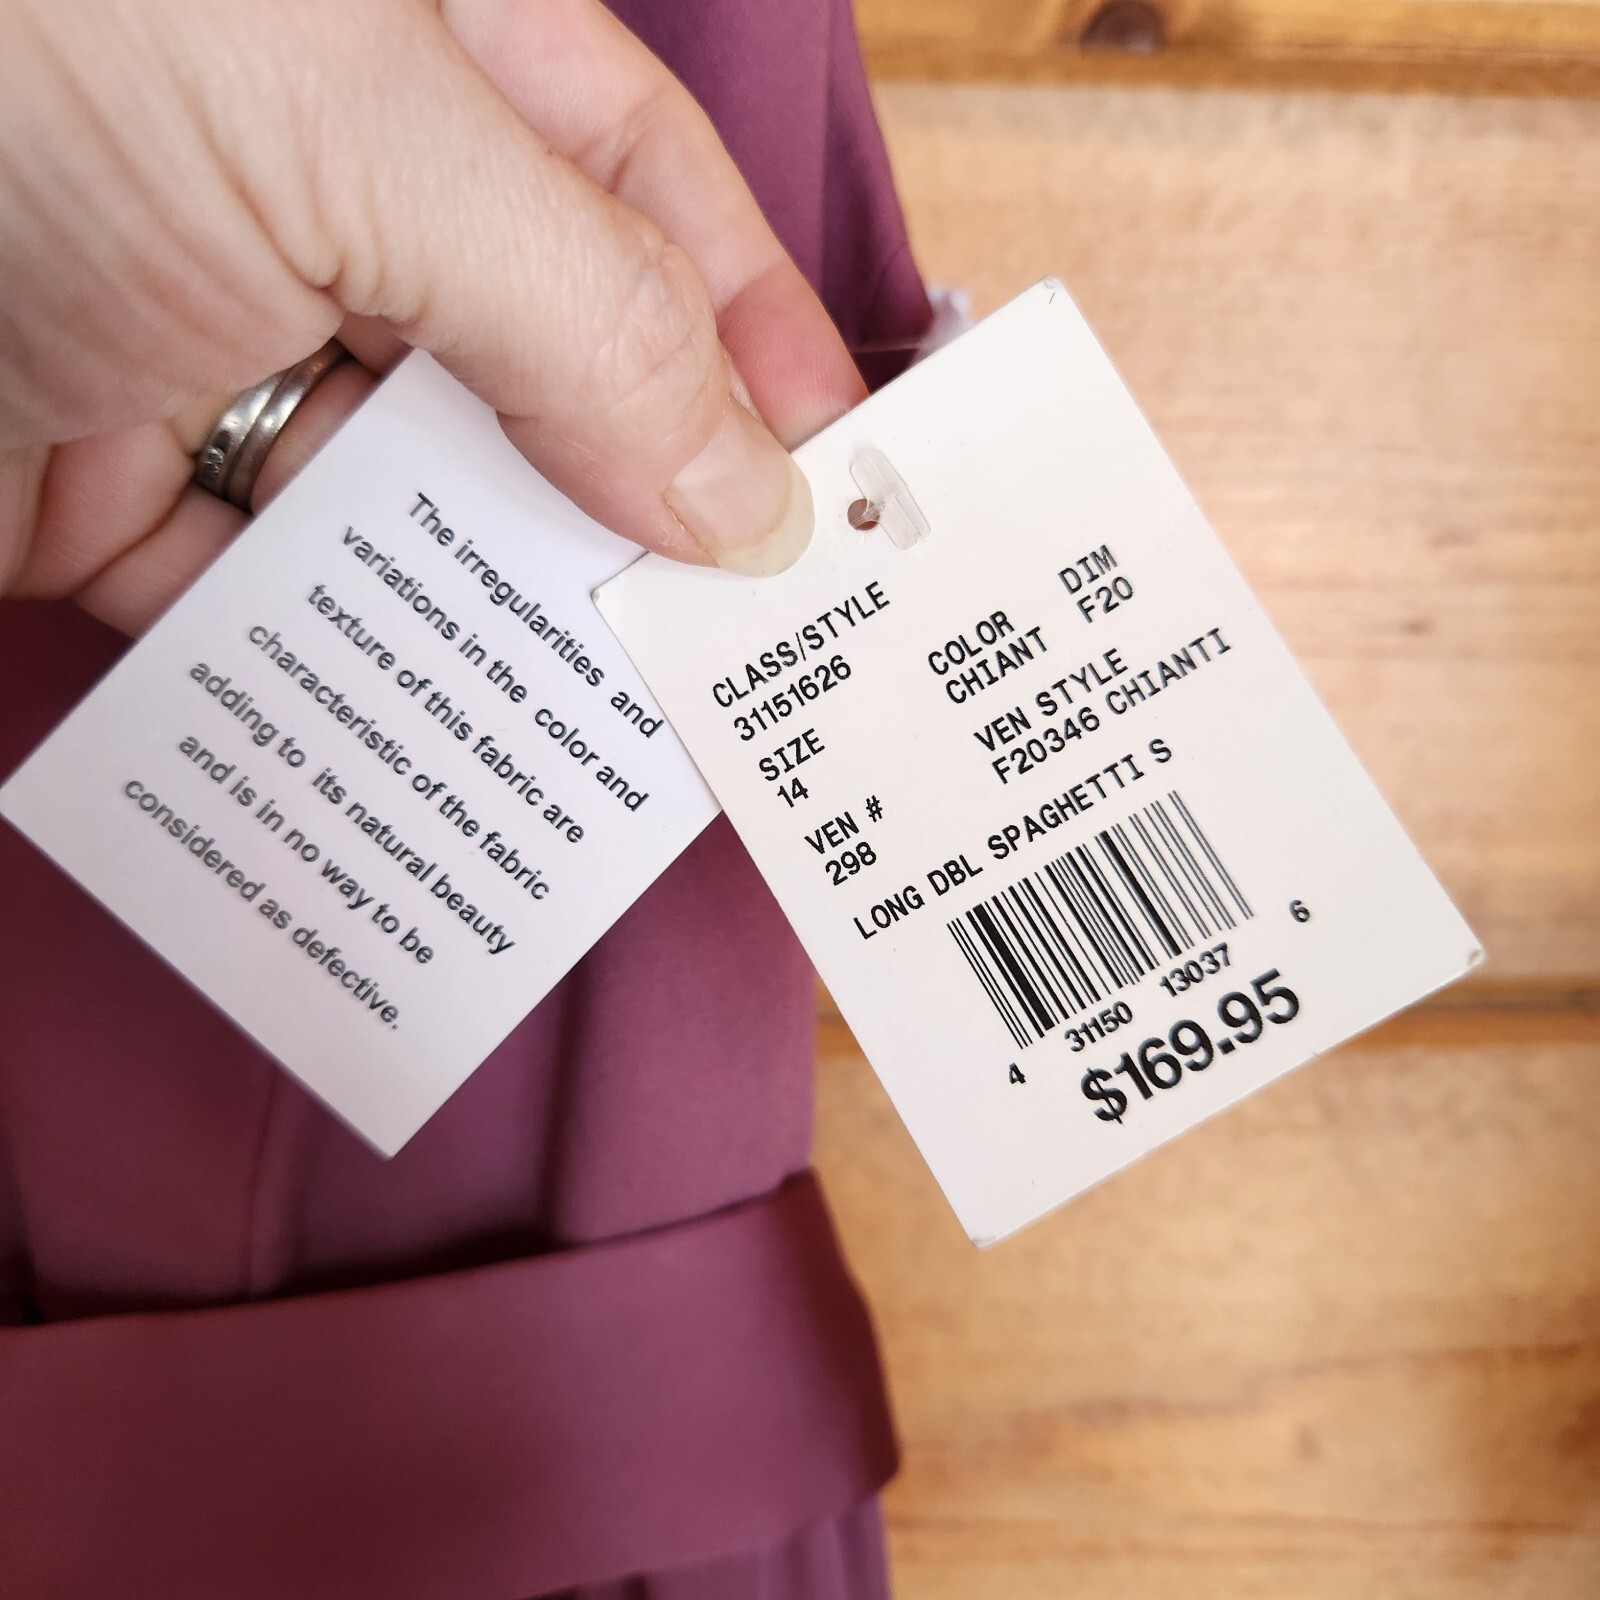 The irregularities and
variations in the color and
texture of this fabric are
characteristic of the fabric
adding to its natural beauty
and is in no way to be
considered as defective.
CLASS/STYLE COLOR DIM
31151626 CHIANT F20
SIZE VEN STYLE
14 F20346 CHIANTI
VEN #
298
LONG DBL SPAGHETTI S
4 31150 13037 6
$169.95